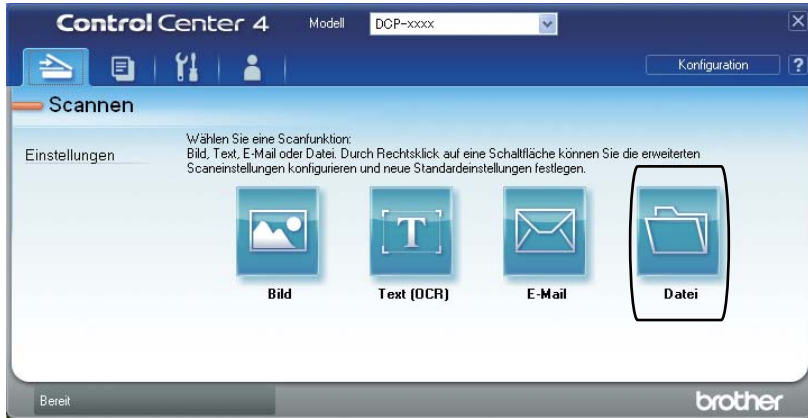 Control Center 4
Modell
DCP-xxxx
Konfiguration
?
Scannen
Einstellungen
Wählen Sie eine Scanfunktion:
Bild, Text, E-Mail oder Datei. Durch Rechtsklick auf eine Schaltfläche können Sie die erweiterten
Scaneinstellungen konfigurieren und neue Standardeinstellungen festlegen.
T
Bild
Text (OCR)
E-Mail
Datei
Bereit
brother